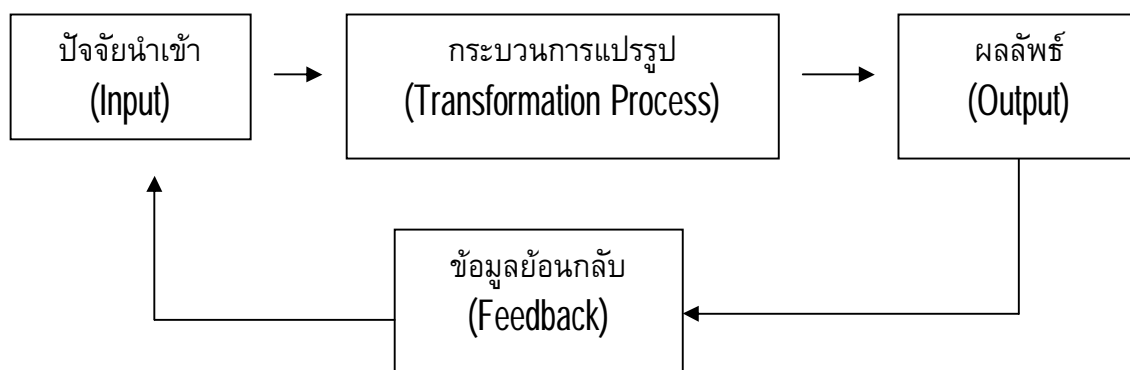 ปัจจัยนำเข้า
(Input)
กระบวนการแปรรูป
(Transformation Process)
ผลลัพธ์
(Output)
ข้อมูลย้อนกลับ
(Feedback)